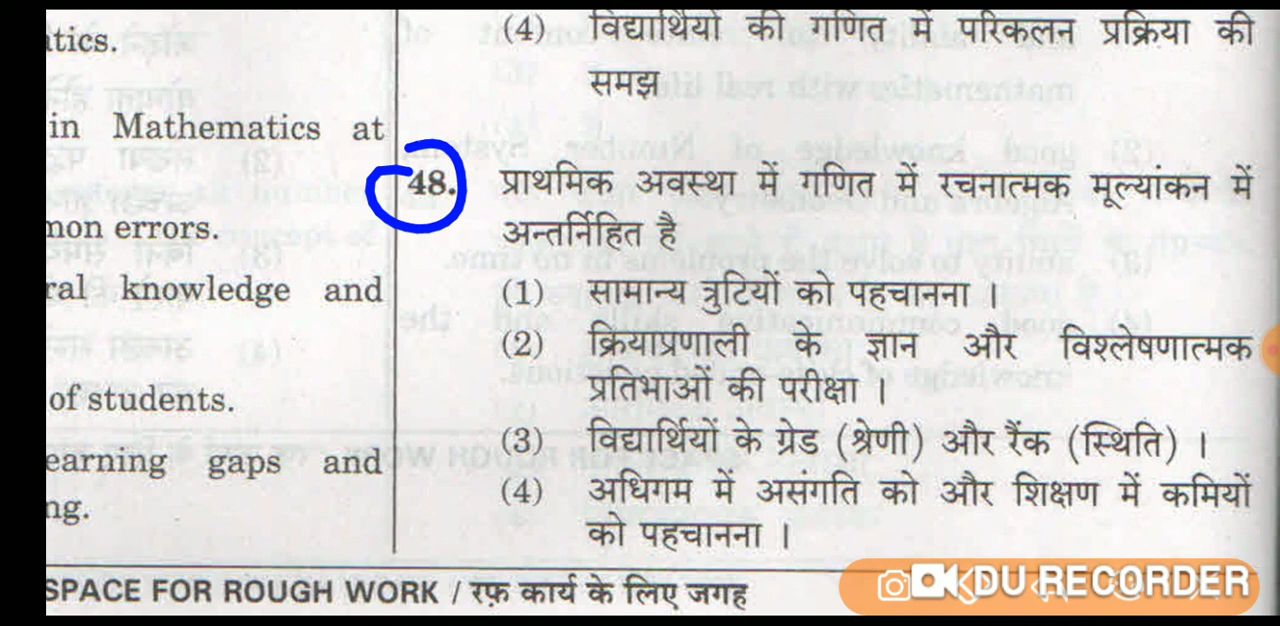 tics.
in Mathematics at
mon errors.
ral knowledge and
of students.
earning gaps and
ng.
(4) विद्यार्थियों की गणित में परिकलन प्रक्रिया की
समझ
48. प्राथमिक अवस्था में गणित में रचनात्मक मूल्यांकन में
अन्तर्निहित है
(1) सामान्य त्रुटियों को पहचानना ।
(2) क्रियाप्रणाली के ज्ञान और विश्लेषणात्मक
प्रतिभाओं की परीक्षा ।
(3) विद्यार्थियों के ग्रेड (श्रेणी) और रैंक (स्थिति) ।
(4) अधिगम में असंगति को और शिक्षण में कमियों
को पहचानना ।
SPACE FOR ROUGH WORK / रफ़ कार्य के लिए जगह
DU RECORDER